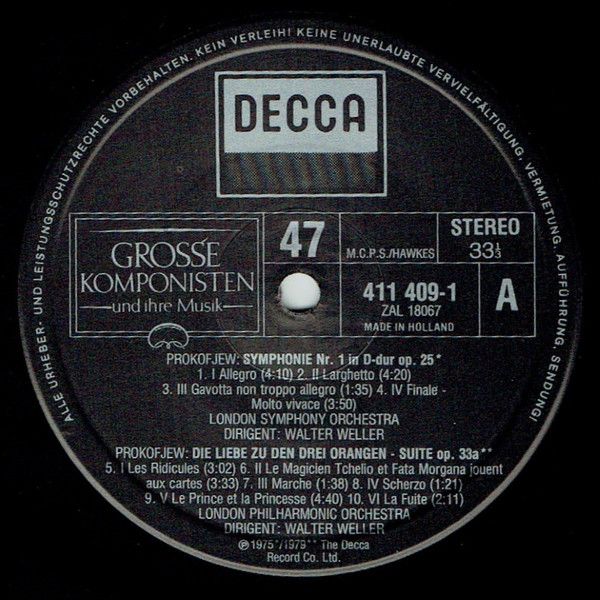 ALLE URHEBER- UND LEISTUNGSSCHUTZRECHTE VORBEHALTEN. KEIN VERLEIH! KEINE UNERLAUBTE VERVIELFÄLTIGUNG, VERMIETUNG, AUFFÜHRUNG, SENDUNG!
DECCA
GROSSE
KOMPONISTEN
und ihre Musik
47
M.C.P.S./HAWKES
STEREO
33⅓
411 409-1
ZAL 18067
MADE IN HOLLAND
A
PROKOFJEW: SYMPHONIE Nr. 1 in D-dur op. 25*
1. I Allegro (4:10) 2. II Larghetto (4:20)
3. III Gavotta non troppo allegro (1:35) 4. IV Finale -
Molto vivace (3:50)
LONDON SYMPHONY ORCHESTRA
DIRIGENT: WALTER WELLER
PROKOFJEW: DIE LIEBE ZU DEN DREI ORANGEN - SUITE op. 33a**
5. I Les Ridicules (3:02) 6. II Le Magicien Tchelio et Fata Morgana jouent
aux cartes (3:33) 7. III Marche (1:38) 8. IV Scherzo (1:21)
9. V Le Prince et la Princesse (4:40) 10. VI La Fuite (2:11)
LONDON PHILHARMONIC ORCHESTRA
DIRIGENT: WALTER WELLER
℗ 1975*/1979** The Decca
Record Co. Ltd.